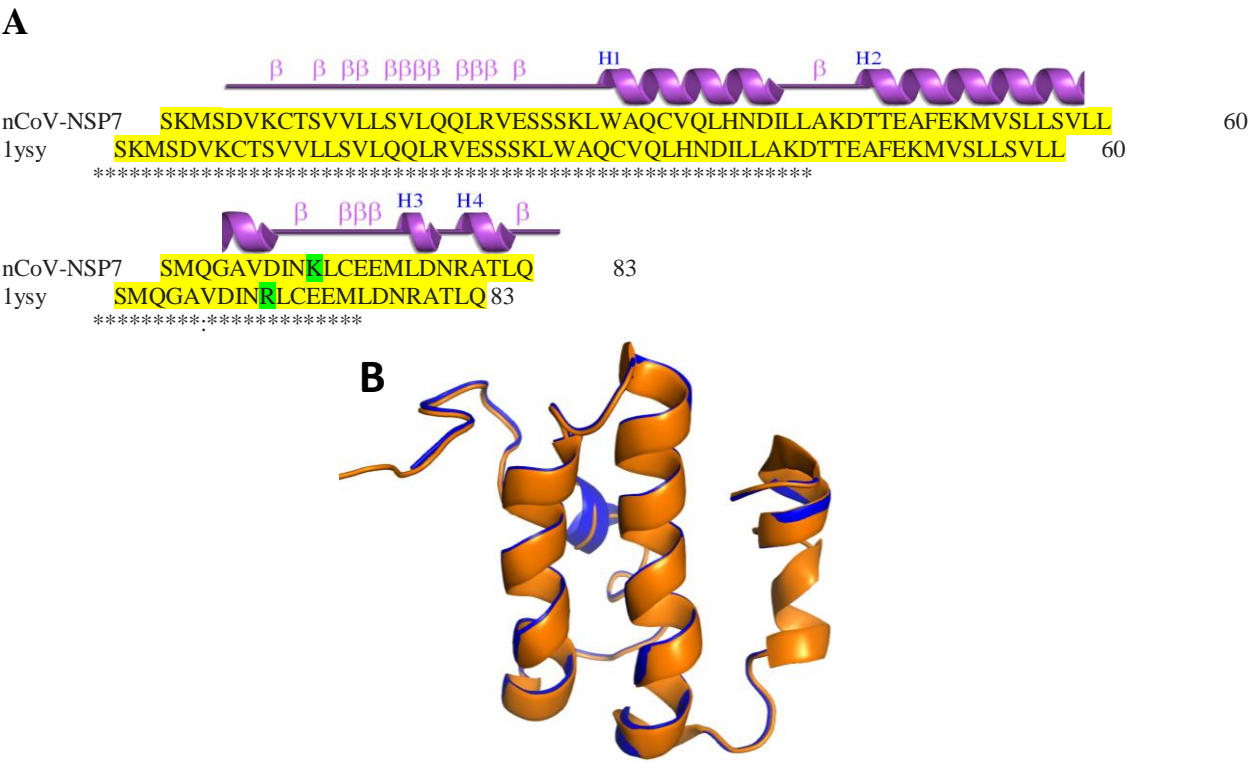 A
β β ββ ββββ βββ β H1 β H2
nCoV-NSP7 SKMSDVKCTSVVLLSVLQQLRVESSSKLWAQCVQLHNDILLAKDTTEAFEKMVSLLSVLL 60
1ysy SKMSDVKCTSVVLLSVLQQLRVESSSKLWAQCVQLHNDILLAKDTTEAFEKMVSLLSVLL 60
************************************************************
β βββ H3 H4 β
nCoV-NSP7 SMQGAVDINKLCEEMLDNRATLQ 83
1ysy SMQGAVDINRLCEEMLDNRATLQ 83
*********:*************
B